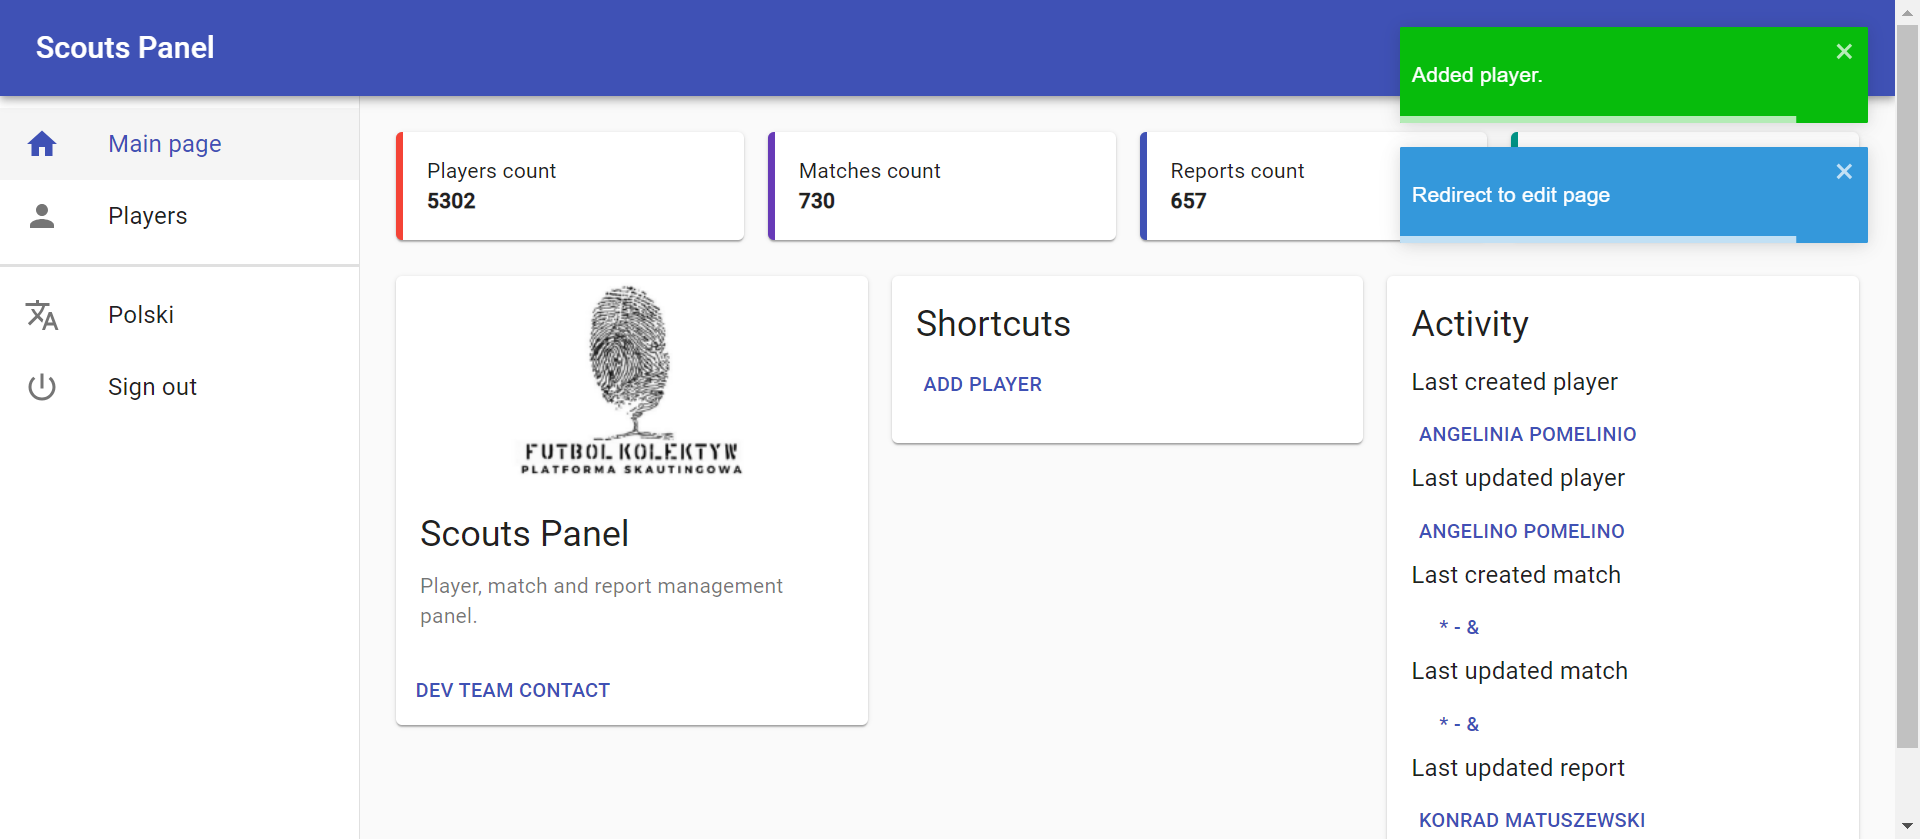 Scouts Panel
Added player.
Redirect to edit page
Main page
Players
Polski
Sign out
Players count
5302
Matches count
730
Reports count
657
FUTBOL KOLEKTYW
PLATFORMA SKAUTINGOWA
Scouts Panel
Player, match and report management
panel.
DEV TEAM CONTACT
Shortcuts
ADD PLAYER
Activity
Last created player
ANGELINIA POMELINIO
Last updated player
ANGELINO POMELINO
Last created match
* - &
Last updated match
* - &
Last updated report
KONRAD MATUSZEWSKI